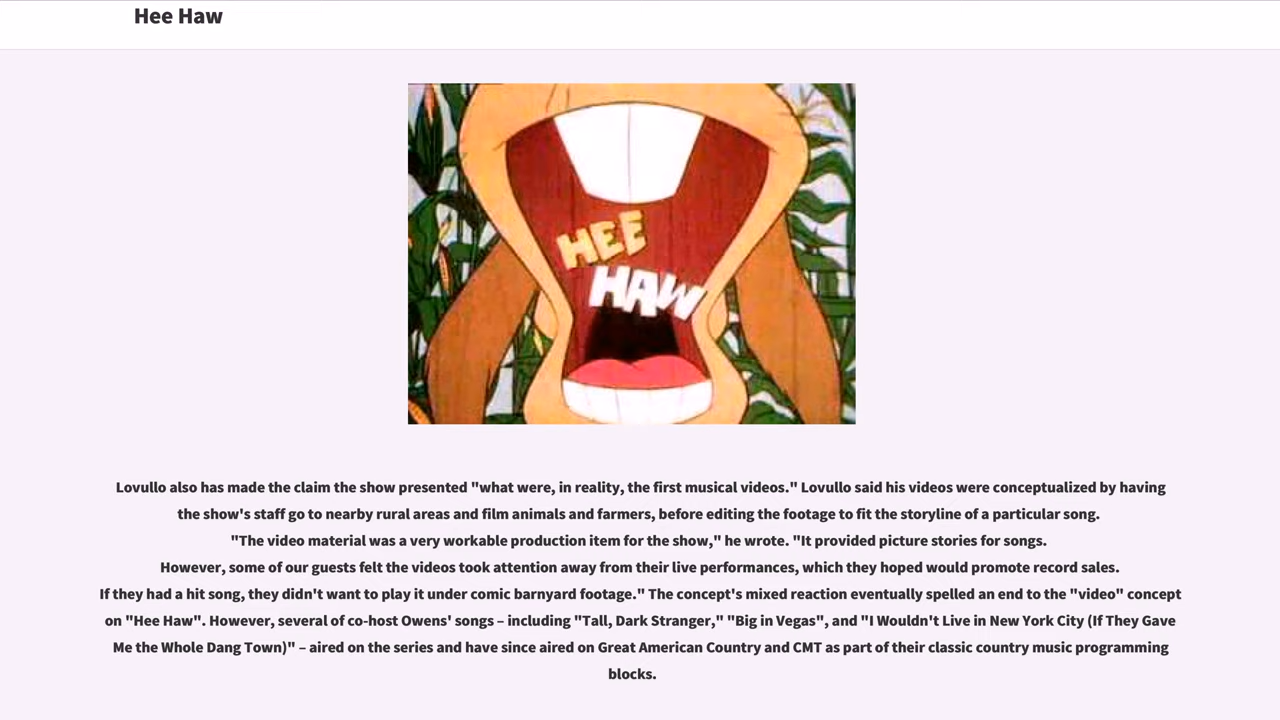 Hee Haw
HEE
HAW
Lovullo also has made the claim the show presented "what were, in reality, the first musical videos." Lovullo said his videos were conceptualized by having
the show's staff go to nearby rural areas and film animals and farmers, before editing the footage to fit the storyline of a particular song.
"The video material was a very workable production item for the show," he wrote. "It provided picture stories for songs.
However, some of our guests felt the videos took attention away from their live performances, which they hoped would promote record sales.
If they had a hit song, they didn't want to play it under comic barnyard footage." The concept's mixed reaction eventually spelled an end to the "video" concept
on "Hee Haw". However, several of co-host Owens' songs – including "Tall, Dark Stranger," "Big in Vegas", and "I Wouldn't Live in New York City (If They Gave
Me the Whole Dang Town)" – aired on the series and have since aired on Great American Country and CMT as part of their classic country music programming
blocks.